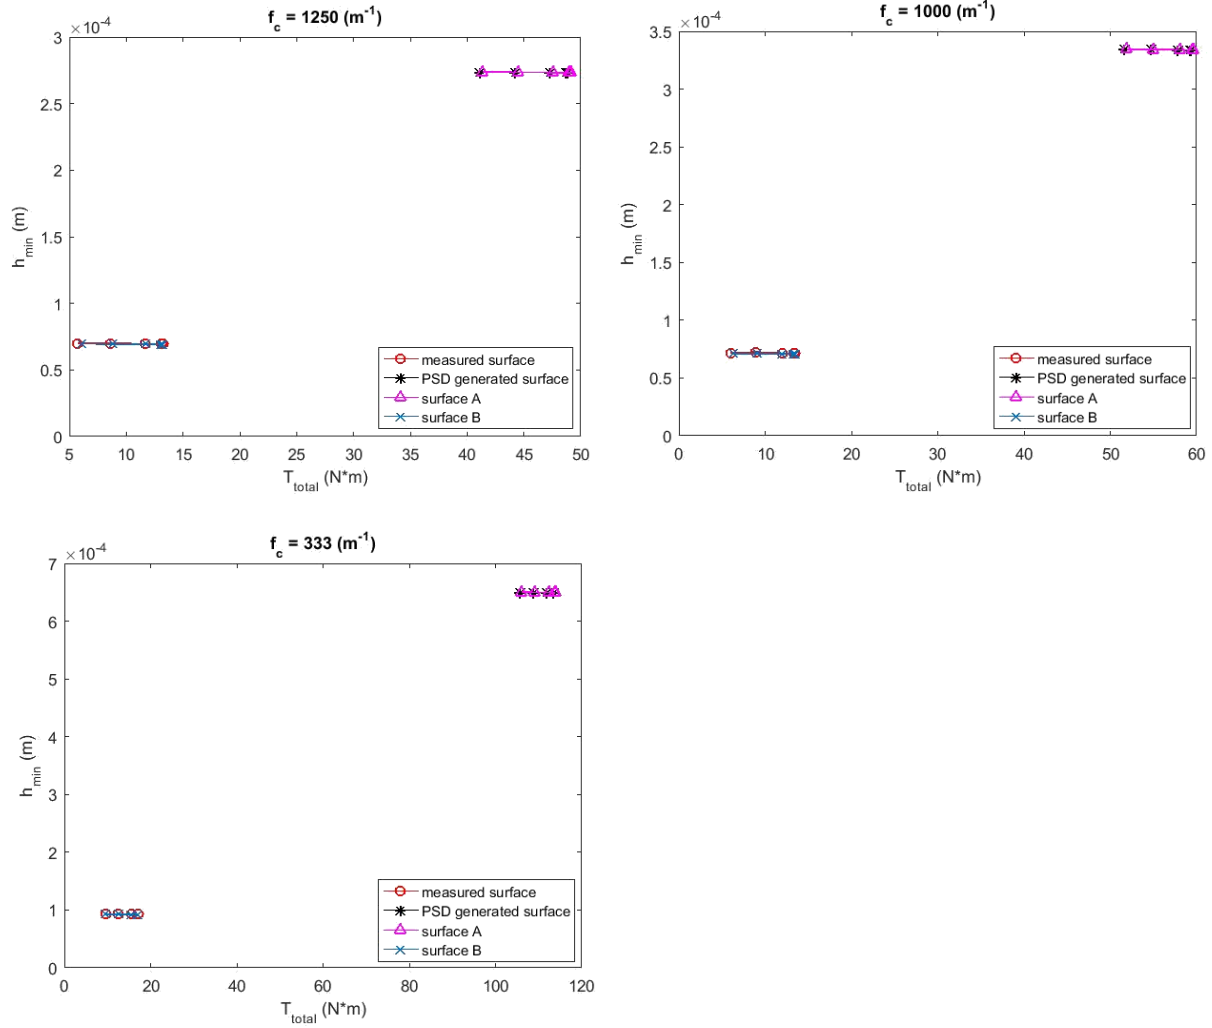 f_c = 1250 (m^-1)
×10^-4
3
2.5
2
1.5
1
0.5
0
h_min (m)
5 10 15 20 25 30 35 40 45 50
T_total (N*m)
measured surface
PSD generated surface
surface A
surface B
f_c = 1000 (m^-1)
×10^-4
3.5
3
2.5
2
1.5
1
0.5
0
h_min (m)
0 10 20 30 40 50 60
T_total (N*m)
measured surface
PSD generated surface
surface A
surface B
f_c = 333 (m^-1)
×10^-4
7
6
5
4
3
2
1
0
h_min (m)
0 20 40 60 80 100 120
T_total (N*m)
measured surface
PSD generated surface
surface A
surface B